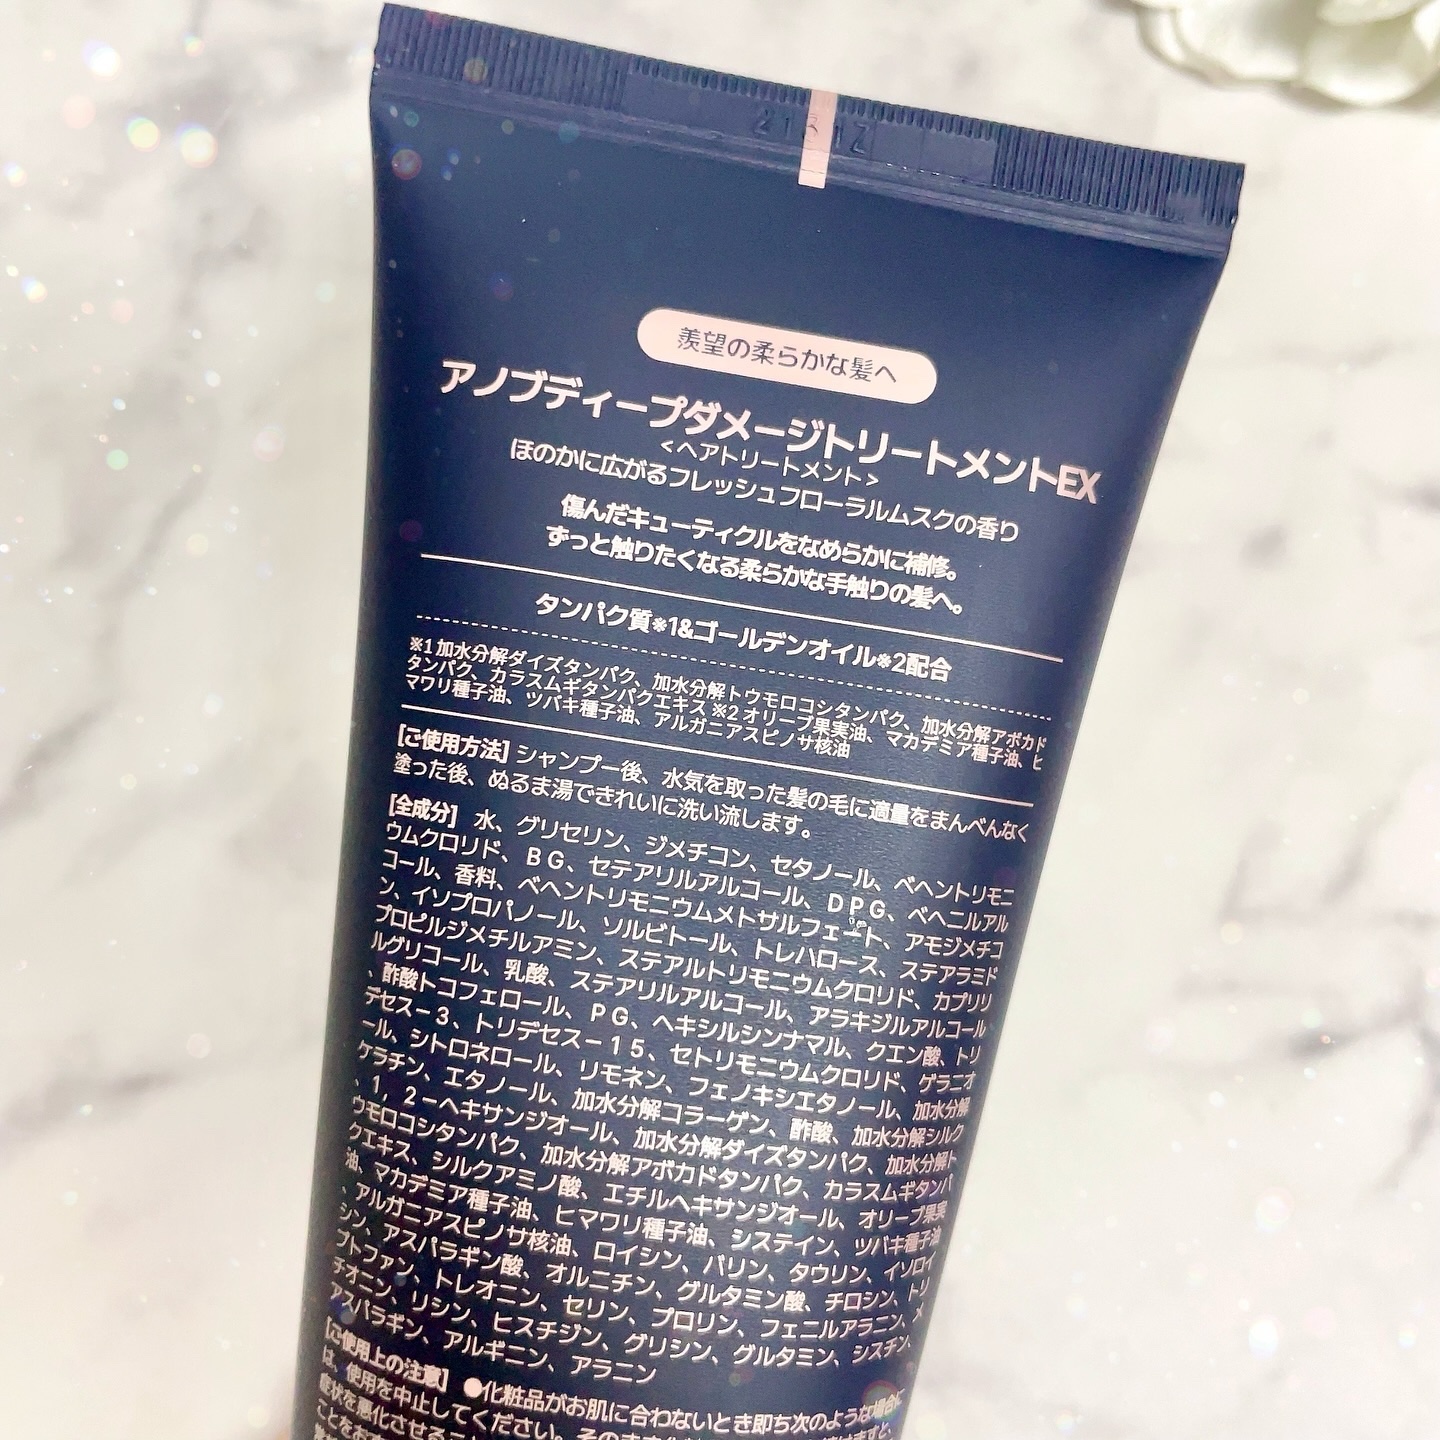 羨望の柔らかな髪へ
アノブディープダメージトリートメントEX
<ヘアトリートメント>
ほのかに広がるフレッシュフローラルムスクの香り
傷んだキューティクルをなめらかに補修。
ずっと触りたくなる柔らかな手触りの髪へ。
タンパク質※1&ゴールデンオイル※2配合
※1 加水分解ダイズタンパク、加水分解トウモロコシタンパク、加水分解アボカド
タンパク、カラスムギタンパクエキス ※2 オリーブ果実油、マカデミア種子油、ヒ
マワリ種子油、ツバキ種子油、アルガニアスピノサ核油
[ご使用方法] シャンプー後、水気を取った髪の毛に適量をまんべんなく
塗った後、ぬるま湯できれいに洗い流します。
[全成分] 水、グリセリン、ジメチコン、セタノール、ベヘントリモニ
ウムクロリド、BG、セテアリルアルコール、DPG、ベヘニルアル
コール、香料、ベヘントリモニウムメトサルフェート、アモジメチコ
ン、イソプロパノール、ソルビトール、トレハロース、ステアラミド
プロピルジメチルアミン、ステアルトリモニウムクロリド、カプリリ
ルグリコール、乳酸、ステアリルアルコール、アラキジルアルコール
、酢酸トコフェロール、PG、ヘキシルシンナマル、クエン酸、トリ
デセス－3、トリデセス－15、セトリモニウムクロリド、ゲラニオ
ール、シトロネロール、リモネン、フェノキシエタノール、加水分解
ケラチン、エタノール、加水分解コラーゲン、酢酸、加水分解シルク
、1，2－ヘキサンジオール、加水分解ダイズタンパク、加水分解ト
ウモロコシタンパク、加水分解アボカドタンパク、カラスムギタンパ
クエキス、シルクアミノ酸、エチルヘキサンジオール、オリーブ果実
油、マカデミア種子油、ヒマワリ種子油、システイン、ツバキ種子油
、アルガニアスピノサ核油、ロイシン、バリン、タウリン、イソロイ
シン、アスパラギン酸、オルニチン、グルタミン酸、チロシン、トリ
プトファン、トレオニン、セリン、プロリン、フェニルアラニン、メ
チオニン、リシン、ヒスチジン、グリシン、グルタミン、シスチン、
アスパラギン、アルギニン、アラニン
[ご使用上の注意] ●化粧品がお肌に合わないとき即ち次のような場合に
は、使用を中止してください。そのまま
症状を悪化させるこ